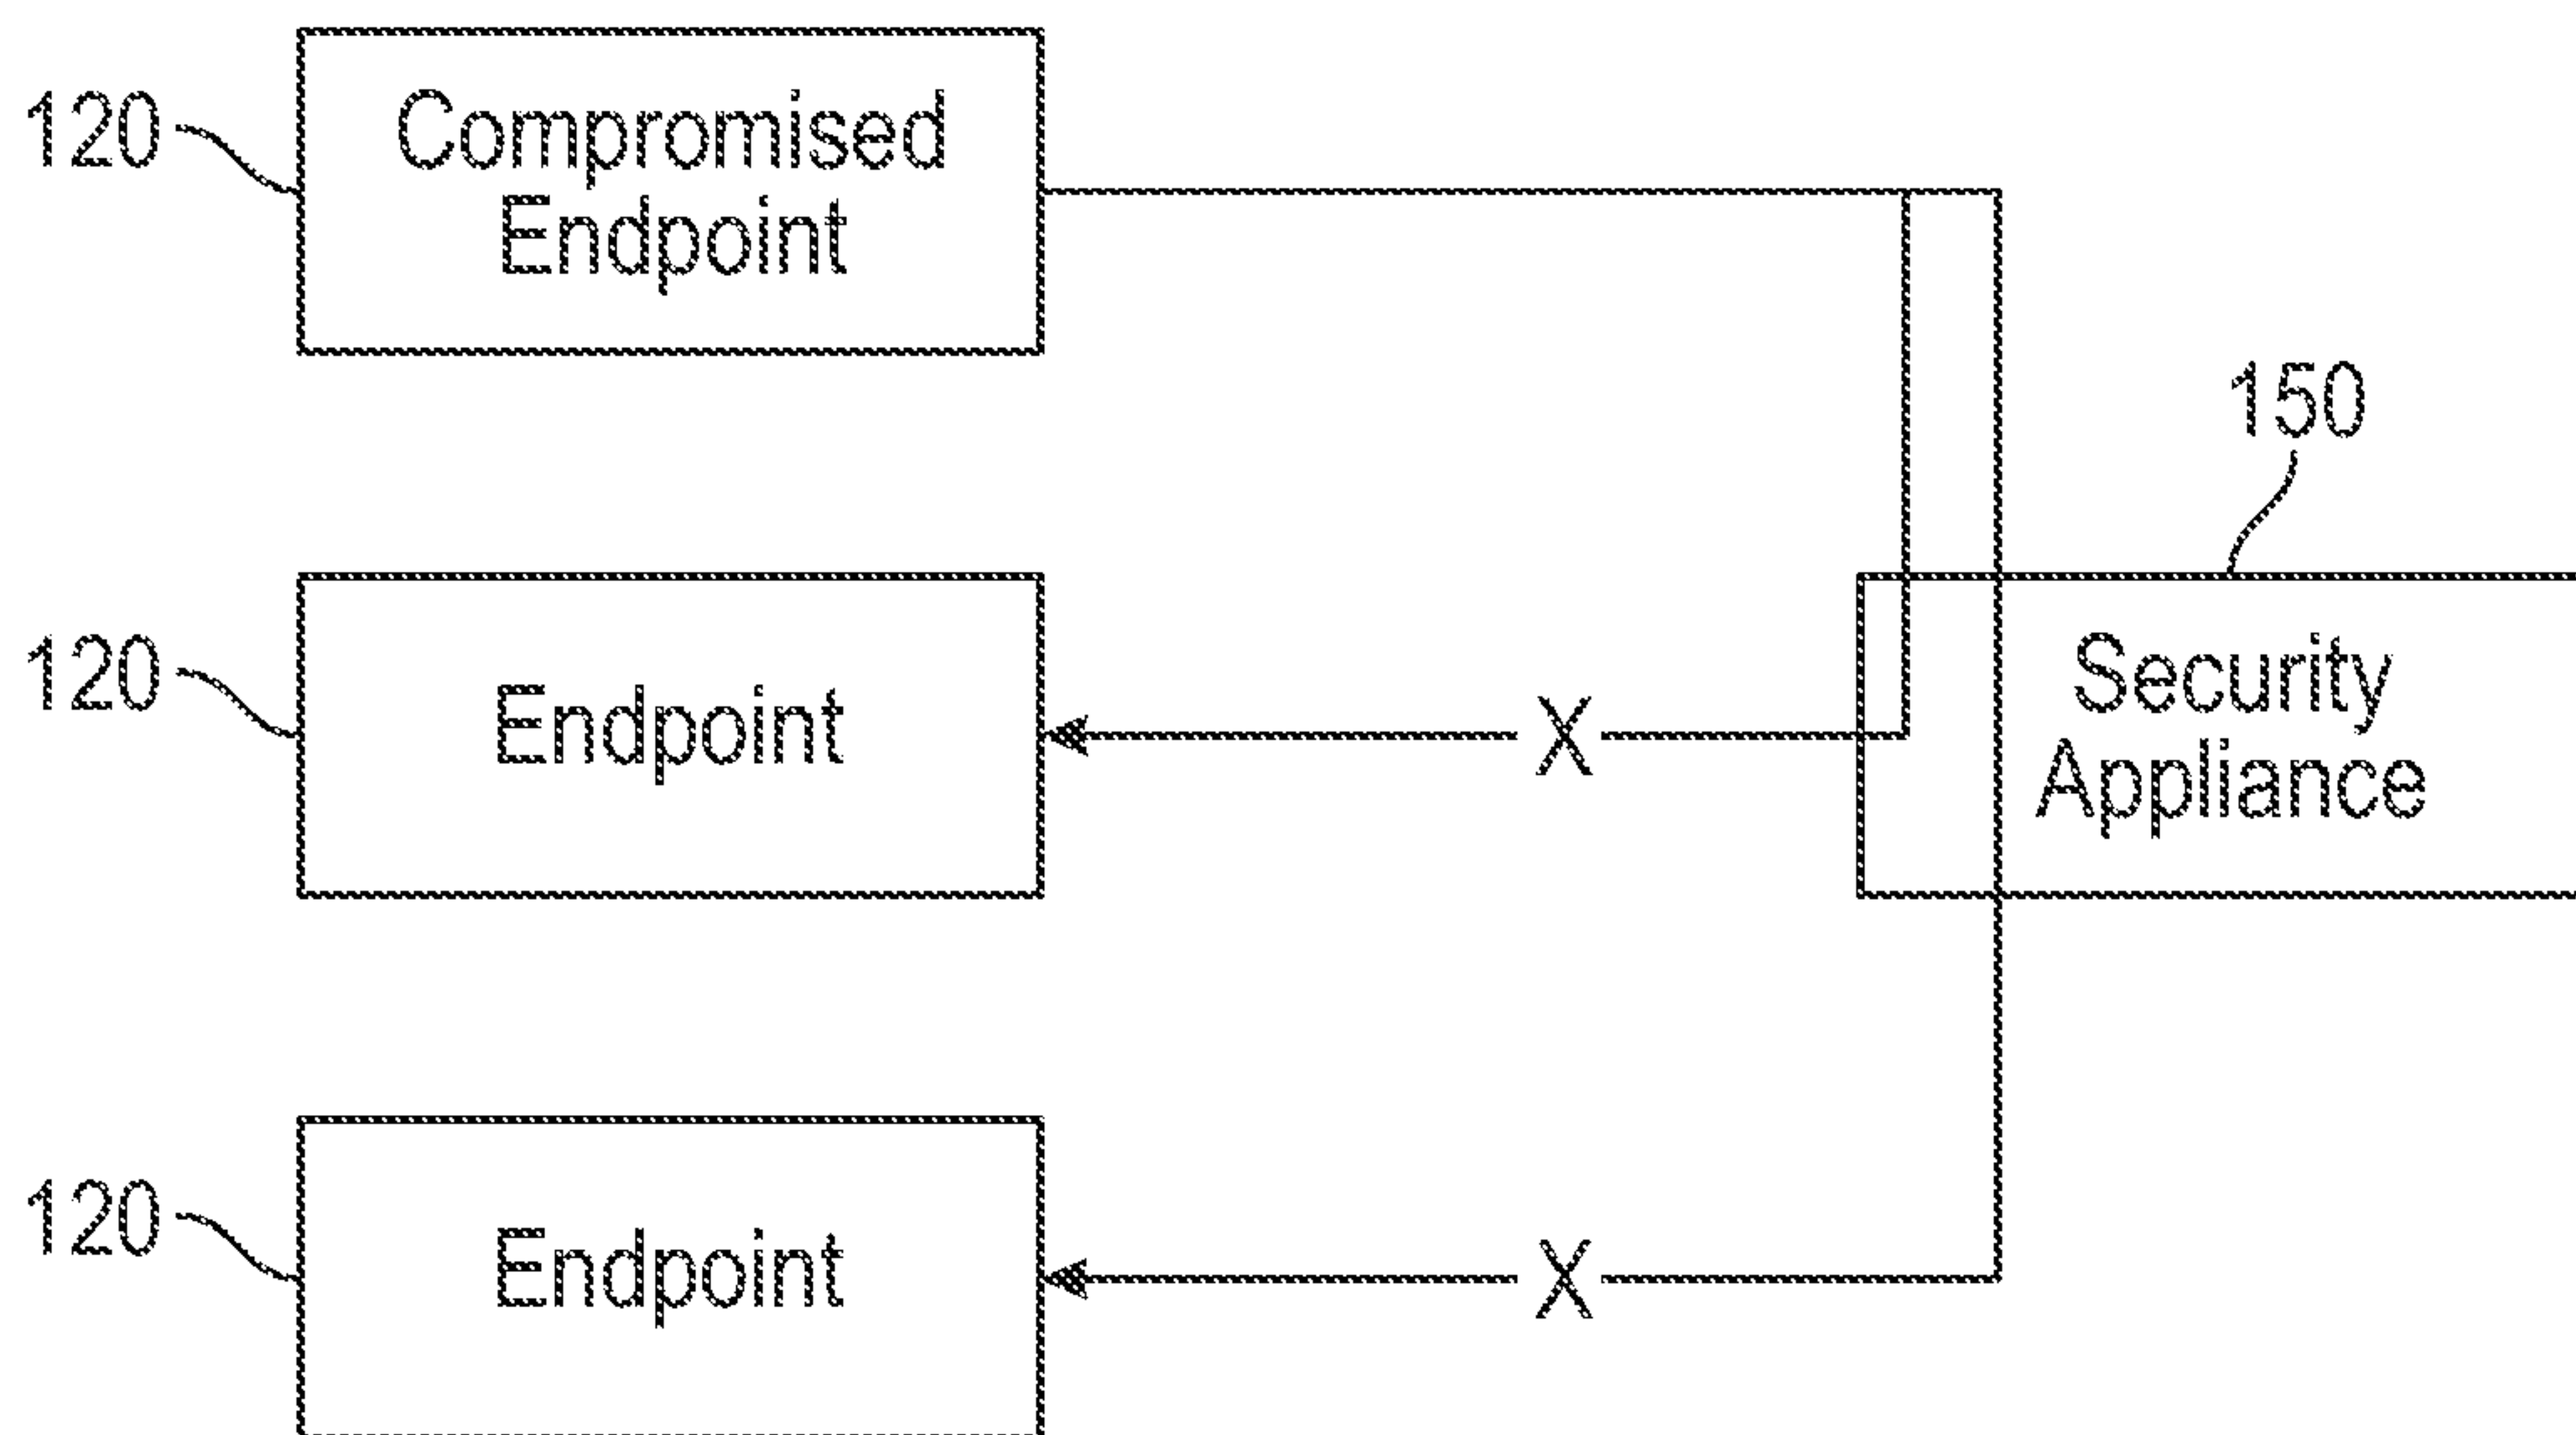 120
Compromised
Endpoint
150
120
Endpoint
X
Security
Appliance
120
Endpoint
X